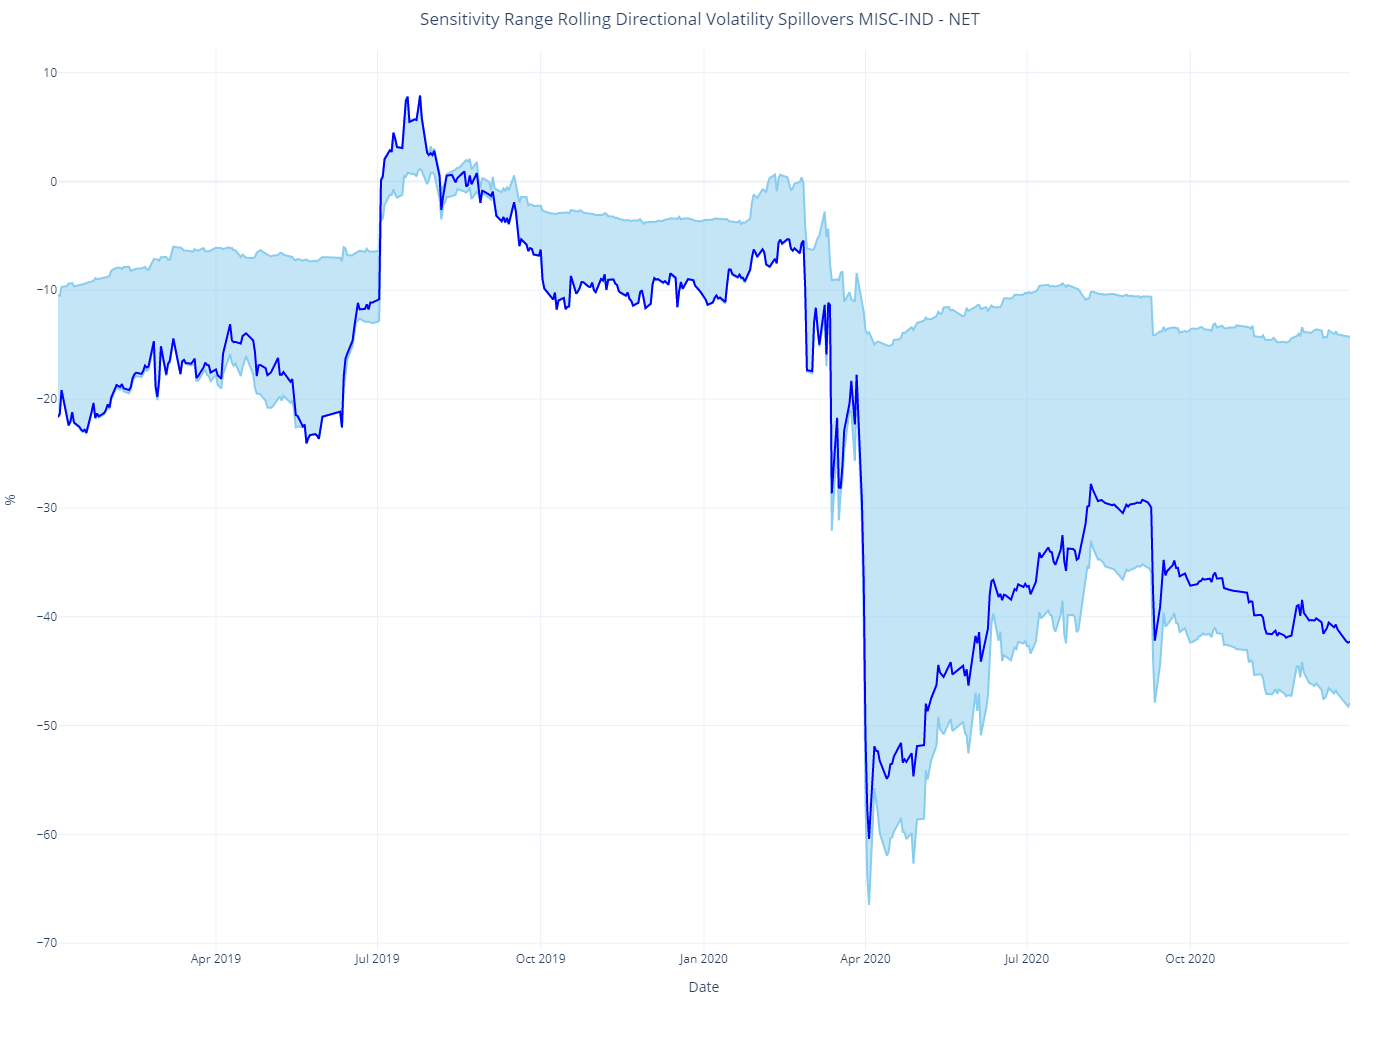 Sensitivity Range Rolling Directional Volatility Spillovers MISC-IND - NET
10
0
−10
−20
−30
−40
−50
−60
−70
%
Apr 2019
Jul 2019
Oct 2019
Jan 2020
Apr 2020
Jul 2020
Oct 2020
Date